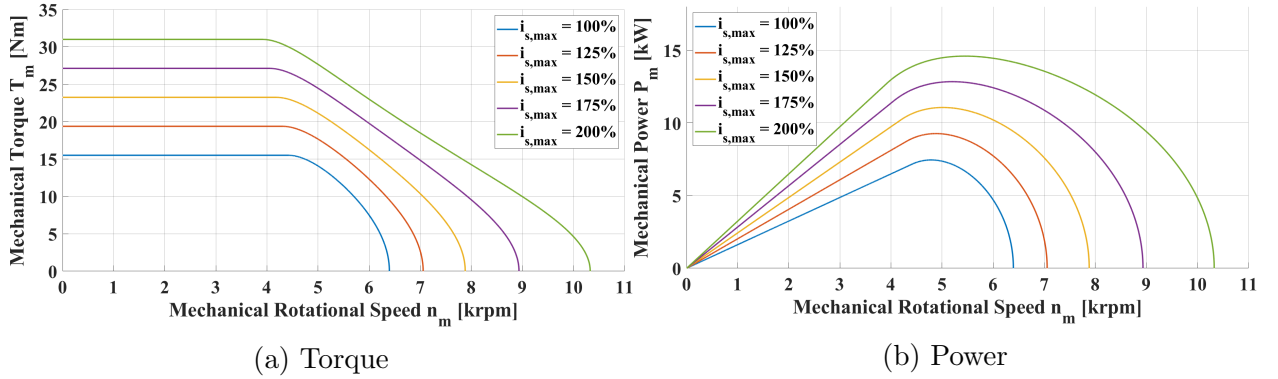 35
30
25
20
15
10
5
0
Mechanical Torque T_m [Nm]
i_s,max = 100%
i_s,max = 125%
i_s,max = 150%
i_s,max = 175%
i_s,max = 200%
0 1 2 3 4 5 6 7 8 9 10 11
Mechanical Rotational Speed n_m [krpm]
(a) Torque
15
10
5
0
Mechanical Power P_m [kW]
i_s,max = 100%
i_s,max = 125%
i_s,max = 150%
i_s,max = 175%
i_s,max = 200%
0 1 2 3 4 5 6 7 8 9 10 11
Mechanical Rotational Speed n_m [krpm]
(b) Power